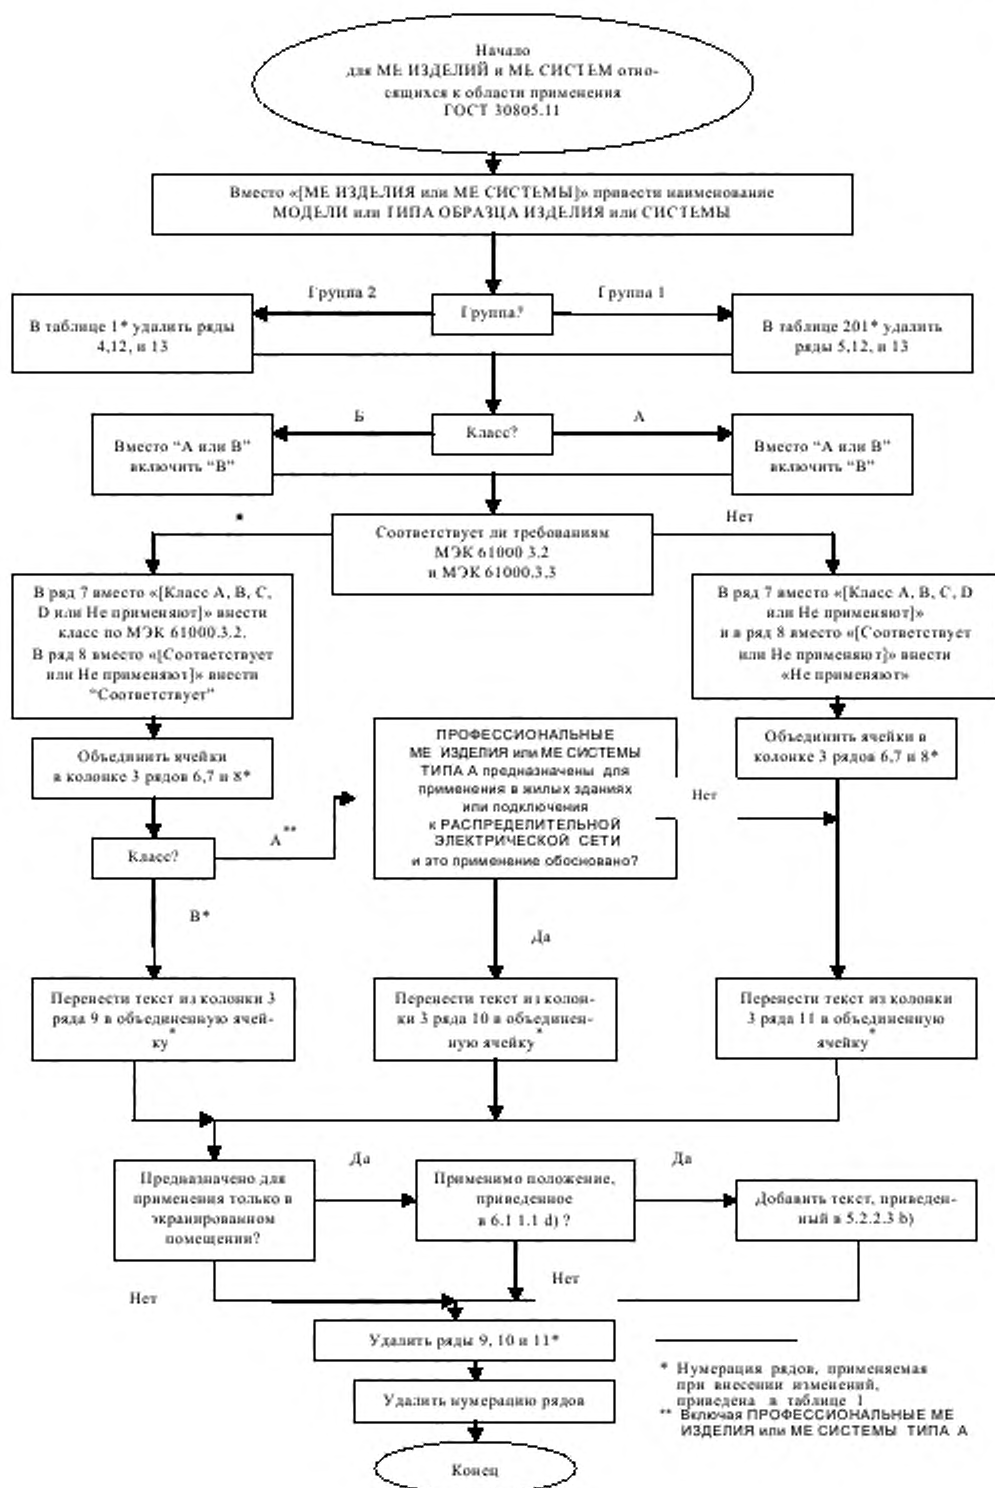 Начало
для МЕ ИЗДЕЛИЙ и МЕ СИСТЕМ отно-
сящихся к области применения
ГОСТ 30805.11
Вместо «[МЕ ИЗДЕЛИЯ или МЕ СИСТЕМЫ]» привести наименование
МОДЕЛИ или ТИПА ОБРАЗЦА ИЗДЕЛИЯ или СИСТЕМЫ
Группа 2
Группа?
Группа 1
В таблице 1* удалить ряды
4,12, и 13
В таблице 201* удалить
ряды 5,12, и 13
Б
Класс?
А
Вместо “А или В”
включить “В”
Вместо “А или В”
включить “В”
*
Соответствует ли требованиям
МЭК 61000 3.2
и МЭК 61000.3.3
Нет
В ряд 7 вместо «[Класс А, В, С,
D или Не применяют]» внести
класс по МЭК 61000.3.2.
В ряд 8 вместо «[Соответствует
или Не применяют]» внести
“Соответствует”
В ряд 7 вместо «[Класс А, В, С, D
или Не применяют]»
и в ряд 8 вместо «[Соответствует
или Не применяют]» внести
«Не применяют»
Объединить ячейки
в колонке 3 рядов 6,7 и 8*
ПРОФЕССИОНАЛЬНЫЕ
МЕ ИЗДЕЛИЯ или МЕ СИСТЕМЫ
ТИПА А предназначены для
применения в жилых зданиях
или подключения
к РАСПРЕДЕЛИТЕЛЬНОЙ
ЭЛЕКТРИЧЕСКОЙ СЕТИ
и это применение обосновано?
Объединить ячейки в
колонке 3 рядов 6,7 и 8*
Нет
Класс?
А**
В*
Да
Перенести текст из колонки 3
ряда 9 в объединенную ячей-
ку*
Перенести текст из колон-
ки 3 ряда 10 в объединен-
ную ячейку*
Перенести текст из колонки
3 ряда 11 в объединенную
ячейку*
Предназначено для
применения только в
экранированном
помещении?
Да
Применимо положение,
приведенное
в 6.1 1.1 d) ?
Да
Добавить текст, приведен-
ный в 5.2.2.3 b)
Нет
Нет
Удалить ряды 9, 10 и 11*
Удалить нумерацию рядов
Конец
* Нумерация рядов, применяемая
при внесении изменений,
приведена в таблице 1
** Включая ПРОФЕССИОНАЛЬНЫЕ МЕ
ИЗДЕЛИЯ или МЕ СИСТЕМЫ ТИПА А